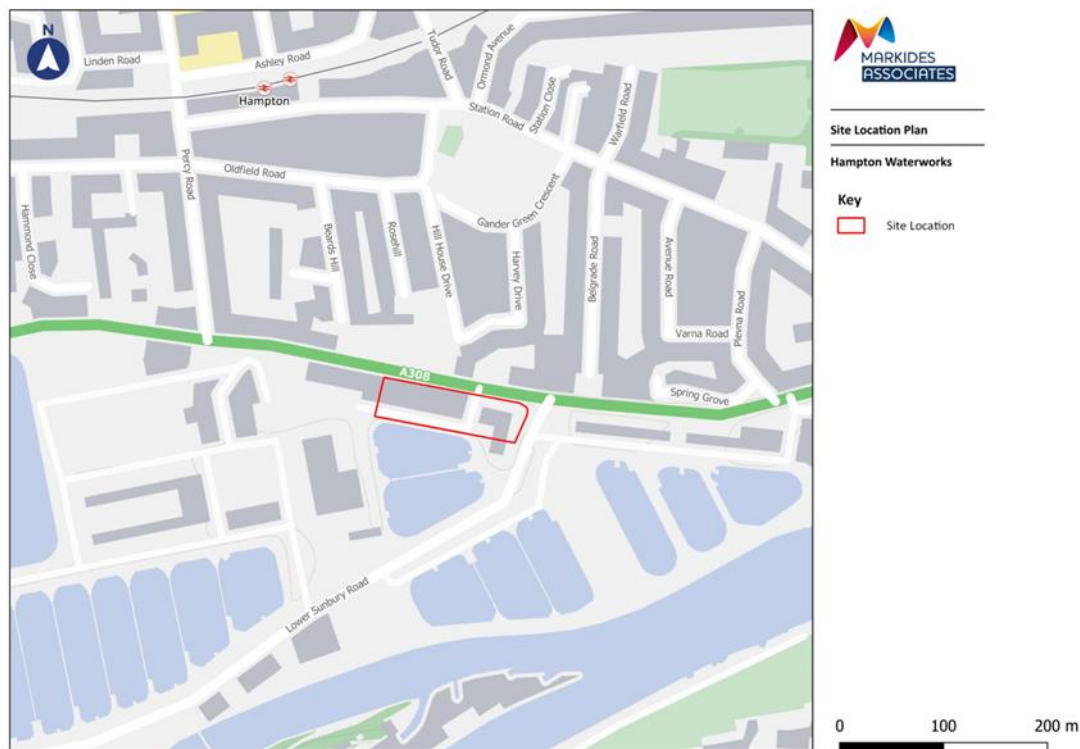 N
Linden Road
Ashley Road
Hampton
Tudor Road
Ormond Avenue
Station Road
Station Close
Warfield Road
Percy Road
Oldfield Road
Hammond Close
Beards Hill
Rosehill
Hill House Drive
Gander Green Crescent
Harvey Drive
Belgrade Road
Avenue Road
Varna Road
Plevna Road
Spring Grove
A308
Lower Sunbury Road
MARKIDES
ASSOCIATES
Site Location Plan
Hampton Waterworks
Key
Site Location
0 100 200 m